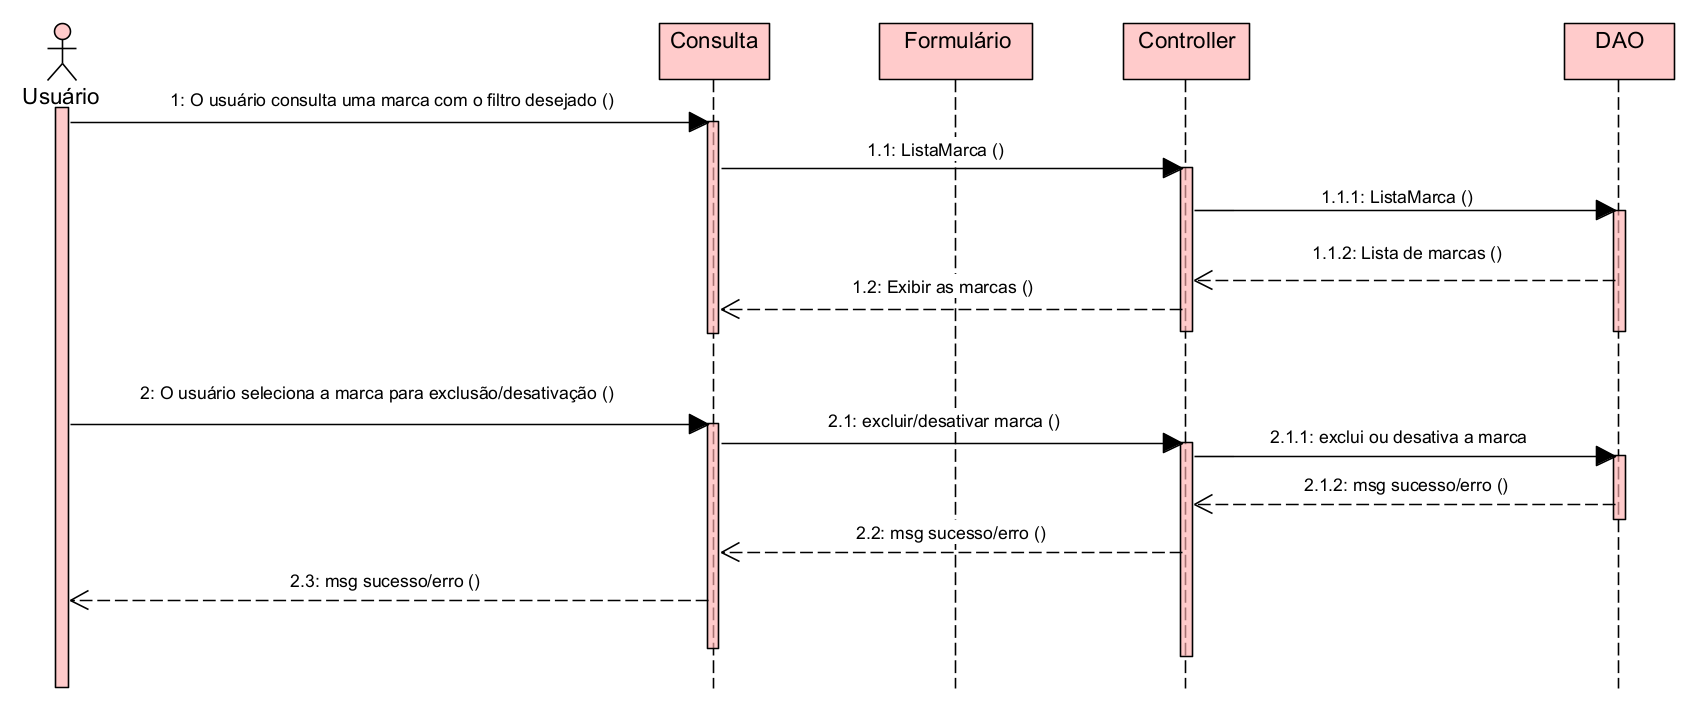 Usuário
Consulta
Formulário
Controller
DAO
1: O usuário consulta uma marca com o filtro desejado ()
1.1: ListaMarca ()
1.1.1: ListaMarca ()
1.1.2: Lista de marcas ()
1.2: Exibir as marcas ()
2: O usuário seleciona a marca para exclusão/desativação ()
2.1: excluir/desativar marca ()
2.1.1: exclui ou desativa a marca
2.1.2: msg sucesso/erro ()
2.2: msg sucesso/erro ()
2.3: msg sucesso/erro ()